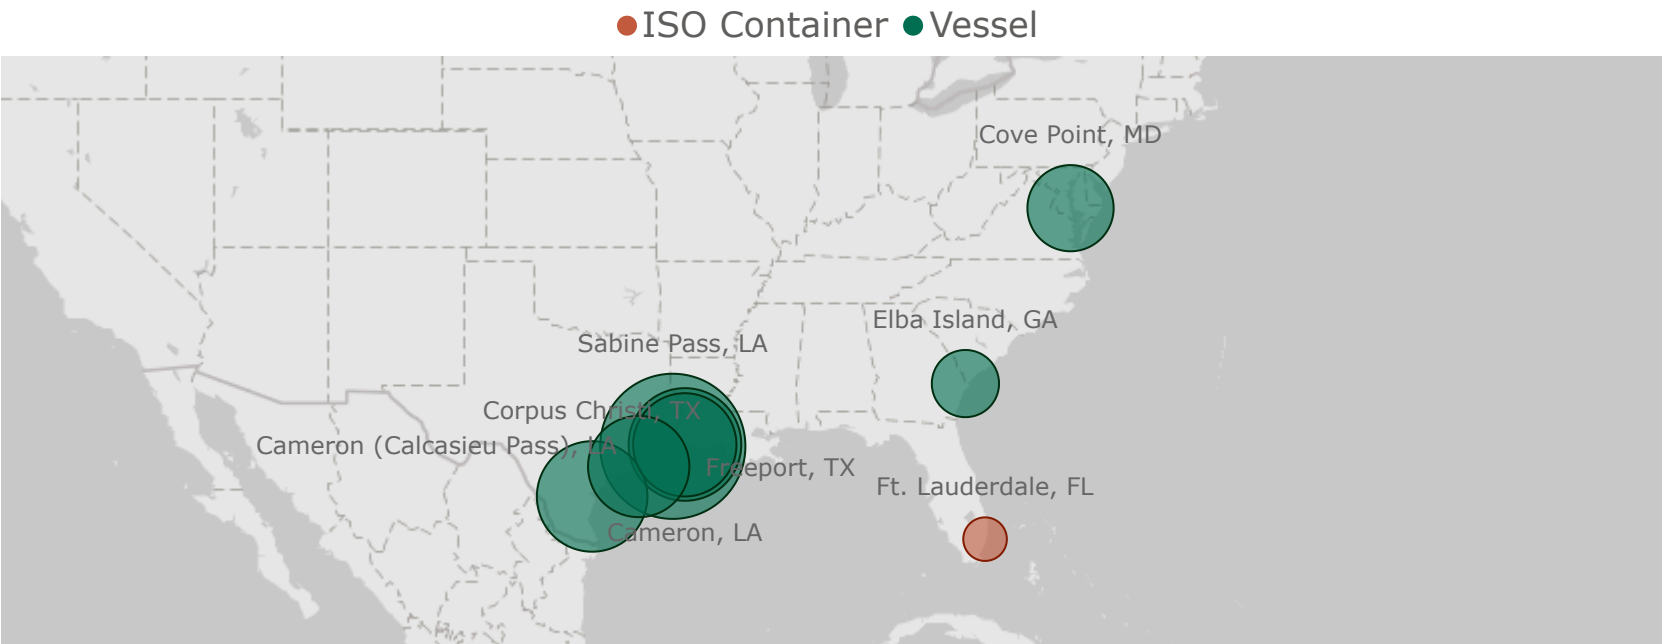 ISO Container Vessel
Cove Point, MD
Elba Island, GA
Sabine Pass, LA
Corpus Christi, TX
Cameron (Calcasieu Pass), LA
Freeport, TX
Ft. Lauderdale, FL
Cameron, LA